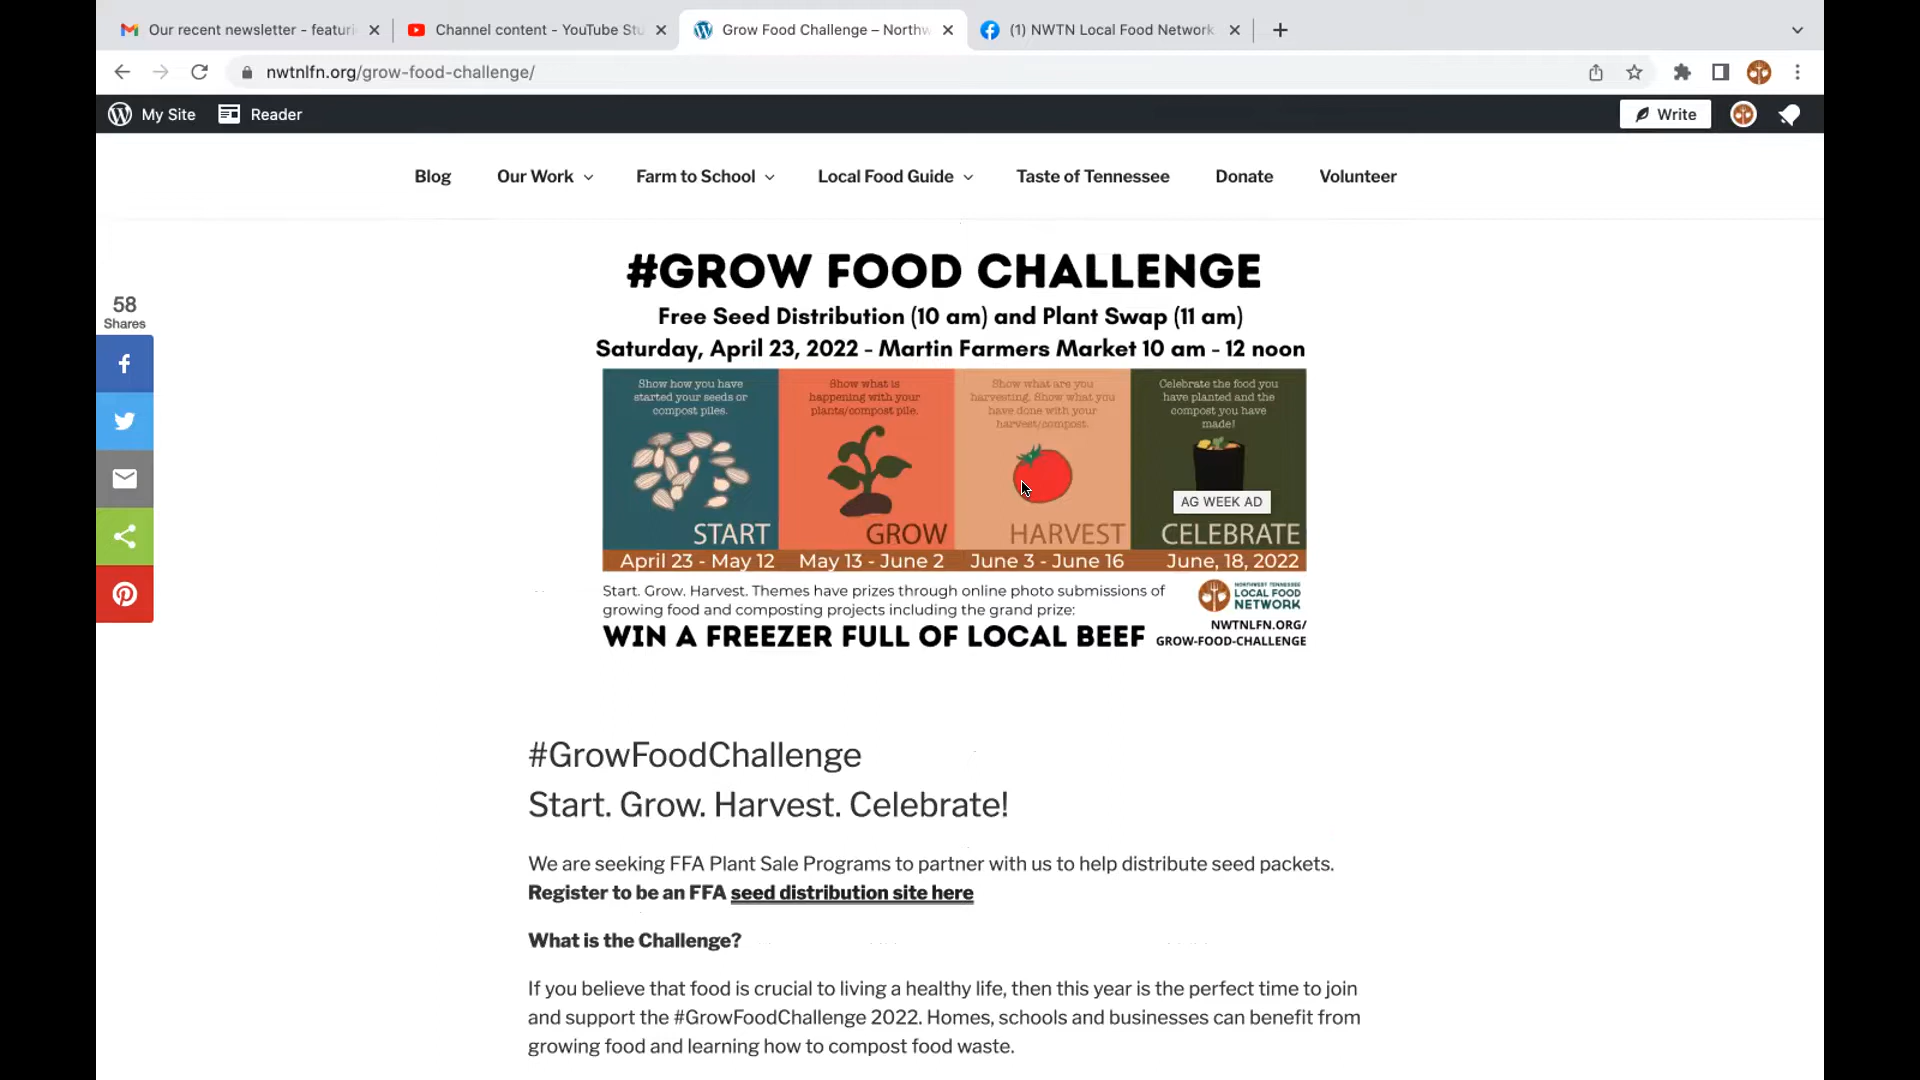 Our recent newsletter - featuri
Channel content - YouTube Stu
Grow Food Challenge – Northw
(1) NWTN Local Food Network
nwtnlfn.org/grow-food-challenge/
My Site
Reader
Write
Blog
Our Work
Farm to School
Local Food Guide
Taste of Tennessee
Donate
Volunteer
58
Shares
#GROW FOOD CHALLENGE
Free Seed Distribution (10 am) and Plant Swap (11 am)
Saturday, April 23, 2022 - Martin Farmers Market 10 am - 12 noon
Show how you have
started your seeds or
compost piles.
START
April 23 - May 12
Show what is
happening with your
plants/compost pile.
GROW
May 13 - June 2
Show what are you
harvesting. Show what you
have done with your
harvest/compost.
HARVEST
June 3 - June 16
Celebrate the food you
have planted and the
compost you have
made!
AG WEEK AD
CELEBRATE
June, 18, 2022
Start. Grow. Harvest. Themes have prizes through online photo submissions of
growing food and composting projects including the grand prize:
WIN A FREEZER FULL OF LOCAL BEEF
NORTHWEST TENNESSEE
LOCAL FOOD
NETWORK
NWTNLFN.ORG/
GROW-FOOD-CHALLENGE
#GrowFoodChallenge
Start. Grow. Harvest. Celebrate!
We are seeking FFA Plant Sale Programs to partner with us to help distribute seed packets.
Register to be an FFA seed distribution site here
What is the Challenge?
If you believe that food is crucial to living a healthy life, then this year is the perfect time to join
and support the #GrowFoodChallenge 2022. Homes, schools and businesses can benefit from
growing food and learning how to compost food waste.